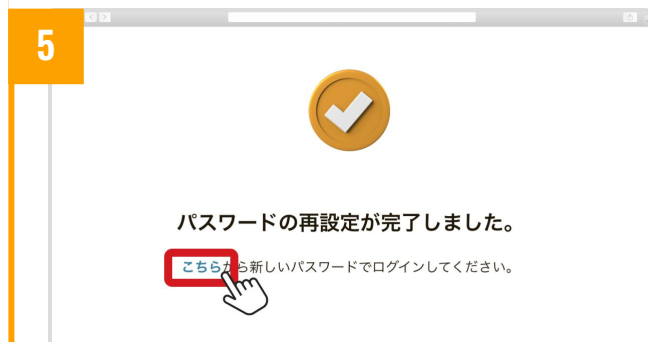 5
パスワードの再設定が完了しました。
こちらから新しいパスワードでログインしてください。